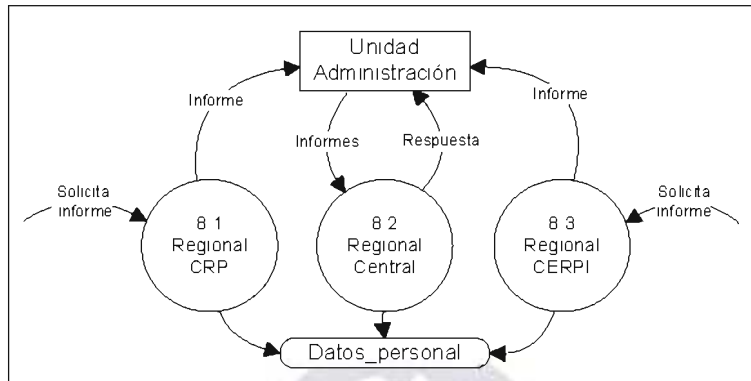 Unidad
Administración
Informe
Informe
Informes
Respuesta
Solicita
informe
Solicita
informe
8 1
Regional
CRP
8 2
Regional
Central
8 3
Regional
CERPI
Datos_personal